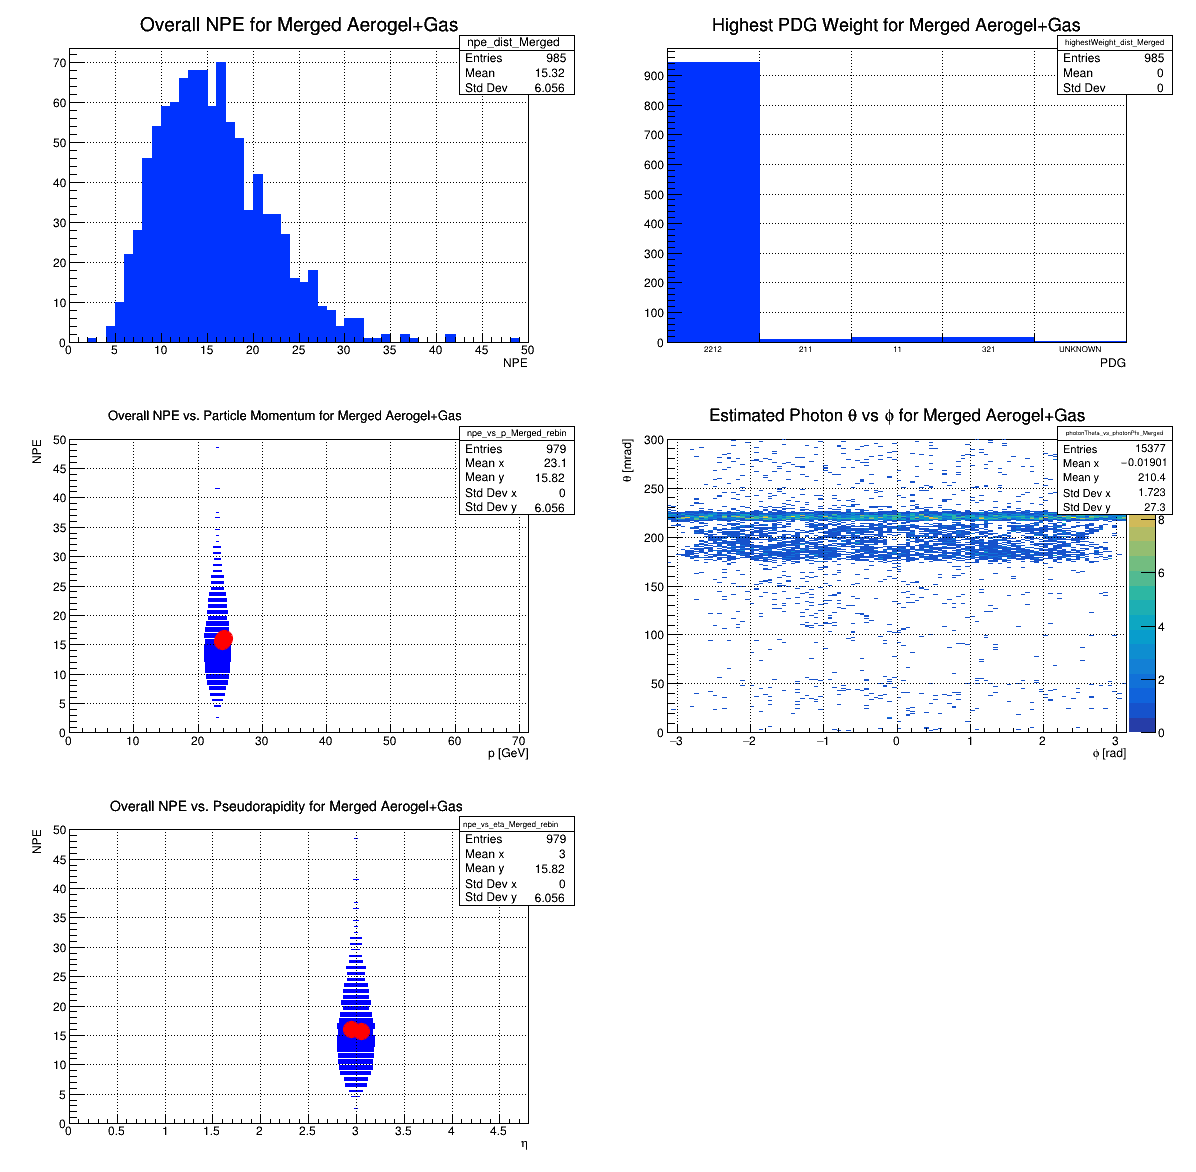 Overall NPE for Merged Aerogel+Gas
npe_dist_Merged
Entries 985
Mean 15.32
Std Dev 6.056
70
60
50
40
30
20
10
0
0 5 10 15 20 25 30 35 40 45 50
NPE
Highest PDG Weight for Merged Aerogel+Gas
highestWeight_dist_Merged
Entries 985
Mean 0
Std Dev 0
900
800
700
600
500
400
300
200
100
0
2212 211 11 321 UNKNOWN
PDG
Overall NPE vs. Particle Momentum for Merged Aerogel+Gas
npe_vs_p_Merged_rebin
Entries 979
Mean x 23.1
Mean y 15.82
Std Dev x 0
Std Dev y 6.056
NPE
50
45
40
35
30
25
20
15
10
5
0
0 10 20 30 40 50 60 70
p [GeV]
Estimated Photon θ vs ϕ for Merged Aerogel+Gas
photonTheta_vs_photonPhi_Merged
Entries 15377
Mean x −0.01901
Mean y 210.4
Std Dev x 1.723
Std Dev y 27.3
θ [mrad]
300
250
200
150
100
50
0
−3 −2 −1 0 1 2 3
ϕ [rad]
8
6
4
2
0
Overall NPE vs. Pseudorapidity for Merged Aerogel+Gas
npe_vs_eta_Merged_rebin
Entries 979
Mean x 3
Mean y 15.82
Std Dev x 0
Std Dev y 6.056
NPE
50
45
40
35
30
25
20
15
10
5
0
0 0.5 1 1.5 2 2.5 3 3.5 4 4.5
η